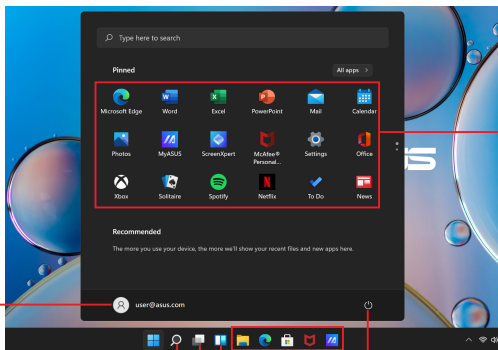 Type here to search
Pinned
All apps >
Microsoft Edge
Word
Excel
PowerPoint
Mail
Calendar
Photos
MyASUS
ScreenXpert
McAfee®
Personal...
Settings
Office
Xbox
Solitaire
Spotify
Netflix
To Do
News
Recommended
The more you use your device, the more we'll show your recent files and new apps here.
user@asus.com